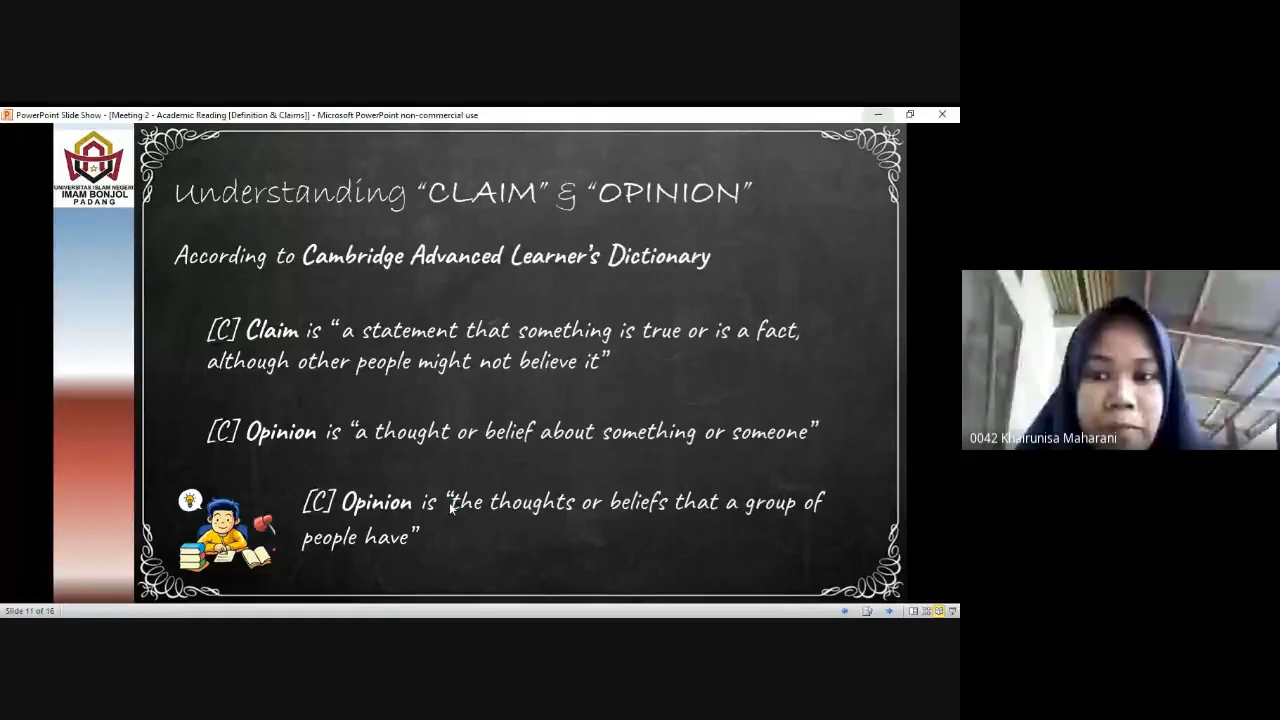 PowerPoint Slide Show - [Meeting 2 - Academic Reading [Definition & Claims]] - Microsoft PowerPoint non-commercial use
UNIVERSITAS ISLAM NEGERI
IMAM BONJOL
PADANG
Understanding “CLAIM” & “OPINION”
According to Cambridge Advanced Learner’s Dictionary
[C] Claim is “ a statement that something is true or is a fact,
although other people might not believe it”
[C] Opinion is “a thought or belief about something or someone”
[C] Opinion is “the thoughts or beliefs that a group of
people have”
Slide 11 of 16
0042 Khairunisa Maharani